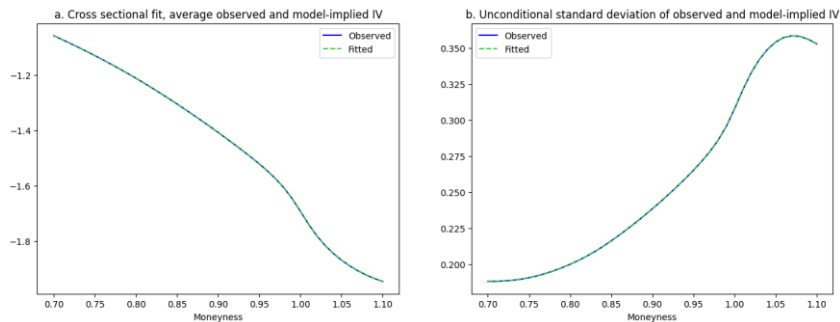 a. Cross sectional fit, average observed and model-implied IV
Observed
Fitted
−1.2
−1.4
−1.6
−1.8
0.70 0.75 0.80 0.85 0.90 0.95 1.00 1.05 1.10
Moneyness
b. Unconditional standard deviation of observed and model-implied IV
Observed
Fitted
0.350
0.325
0.300
0.275
0.250
0.225
0.200
0.70 0.75 0.80 0.85 0.90 0.95 1.00 1.05 1.10
Moneyness